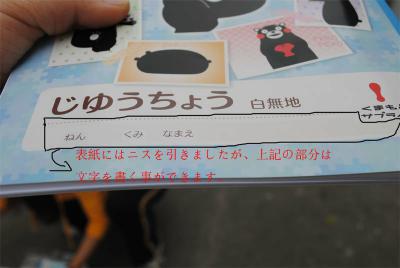 じゆうちょう 白無地
くまもと
サプライ
ねん くみ なまえ
表紙にはニスを引きましたが、上記の部分は
文字を書く事ができます。